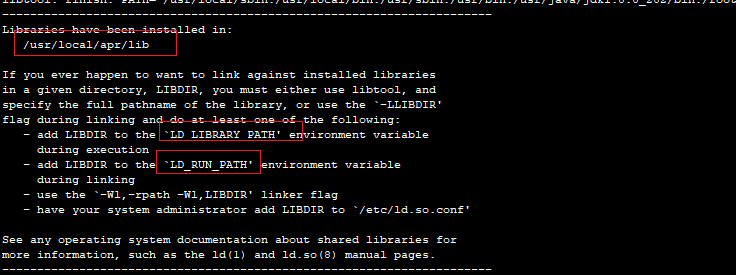 libtool: finish: PATH="/usr/local/sbin:/usr/local/bin:/usr/sbin:/usr/bin:/usr/java/jdk1.8.0_202/bin:/root
----------------------------------------------------------------------
Libraries have been installed in:
/usr/local/apr/lib
If you ever happen to want to link against installed libraries
in a given directory, LIBDIR, you must either use libtool, and
specify the full pathname of the library, or use the `-LLIBDIR'
flag during linking and do at least one of the following:
- add LIBDIR to the `LD_LIBRARY_PATH' environment variable
during execution
- add LIBDIR to the `LD_RUN_PATH' environment variable
during linking
- use the `-Wl,-rpath -Wl,LIBDIR' linker flag
- have your system administrator add LIBDIR to `/etc/ld.so.conf'
See any operating system documentation about shared libraries for
more information, such as the ld(1) and ld.so(8) manual pages.
----------------------------------------------------------------------